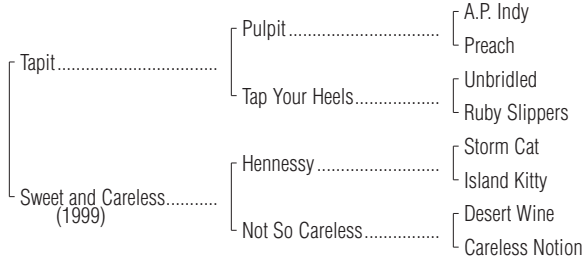 A.P. Indy
Pulpit
Preach
Tapit
Unbridled
Tap Your Heels
Ruby Slippers
Storm Cat
Hennessy
Island Kitty
Sweet and Careless
(1999)
Desert Wine
Not So Careless
Careless Notion